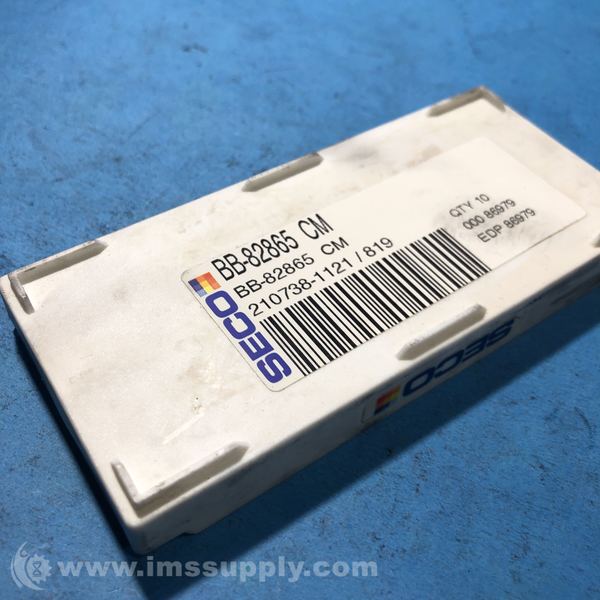 BB-82865 CM
BB-82865 CM
210738-1121 / 819
QTY 10
000 86979
EDP 86979
SECO
SECO
www.imssupply.com